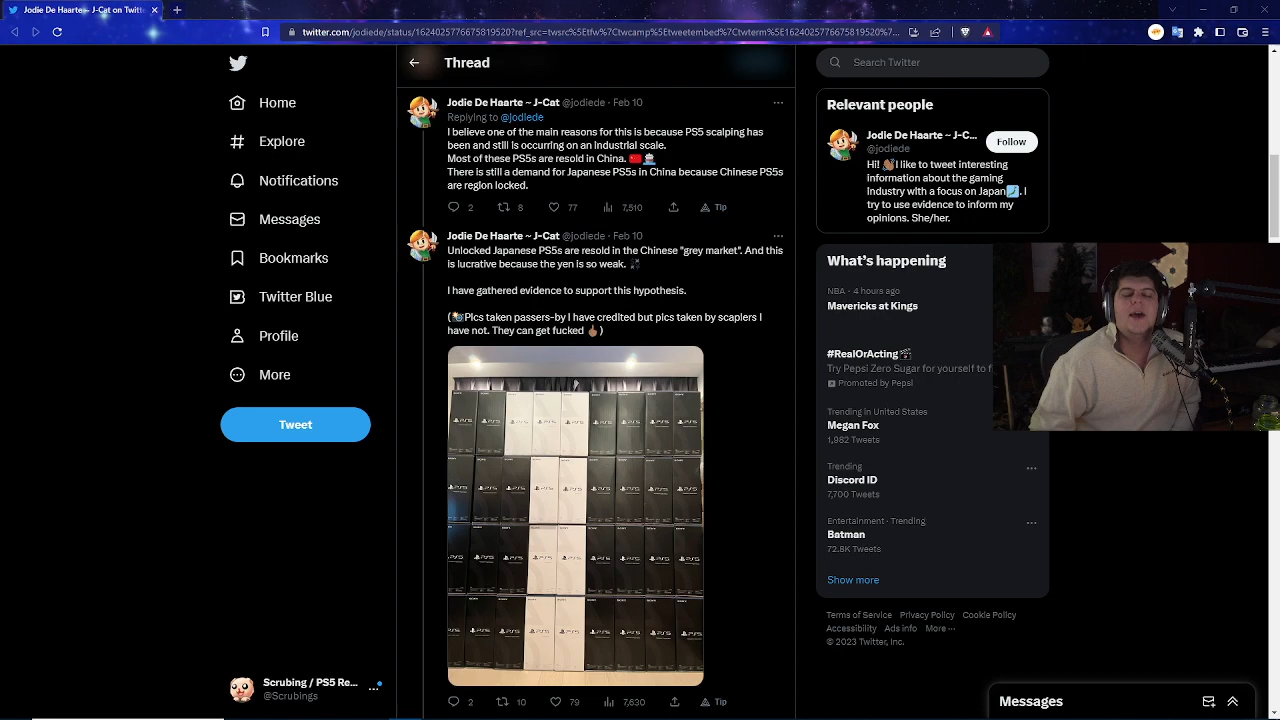 Jodie De Haarte ~ J-Cat on Twitte
twitter.com/jodiede/status/1624025776675819520?ref_src=twsrc%5Etfw%7Ctwcamp%5Etweetembed%7Ctwterm%5E1624025776675819520%7...
Home
Explore
Notifications
Messages
Bookmarks
Twitter Blue
Profile
More
Tweet
Scrubing / PS5 Re...
@Scrubings
Thread
Jodie De Haarte ~ J-Cat @jodiede · Feb 10
Replying to @jodiede
I believe one of the main reasons for this is because PS5 scalping has
been and still is occurring on an industrial scale.
Most of these PS5s are resold in China. 🇨🇳
There is still a demand for Japanese PS5s in China because Chinese PS5s
are region locked.
2 8 77 7,510 Tip
Jodie De Haarte ~ J-Cat @jodiede · Feb 10
Unlocked Japanese PS5s are resold in the Chinese "grey market". And this
is lucrative because the yen is so weak.
I have gathered evidence to support this hypothesis.
(📸Pics taken passers-by I have credited but pics taken by scaplers I
have not. They can get fucked 🖕🏽)
2 10 79 7,630 Tip
Search Twitter
Relevant people
Jodie De Haarte ~ J-C...
@jodiede
Follow
Hi! 👋🏽I like to tweet interesting
information about the gaming
industry with a focus on Japan🗾. I
try to use evidence to inform my
opinions. She/her.
What's happening
NBA · 4 hours ago
Mavericks at Kings
#RealOrActing
Try Pepsi Zero Sugar for yourself to f
Promoted by Pepsi
Trending in United States
Megan Fox
1,982 Tweets
Trending
Discord ID
7,700 Tweets
Entertainment · Trending
Batman
72.8K Tweets
Show more
Terms of Service Privacy Policy Cookie Policy
Accessibility Ads info More ···
© 2023 Twitter, Inc.
Messages